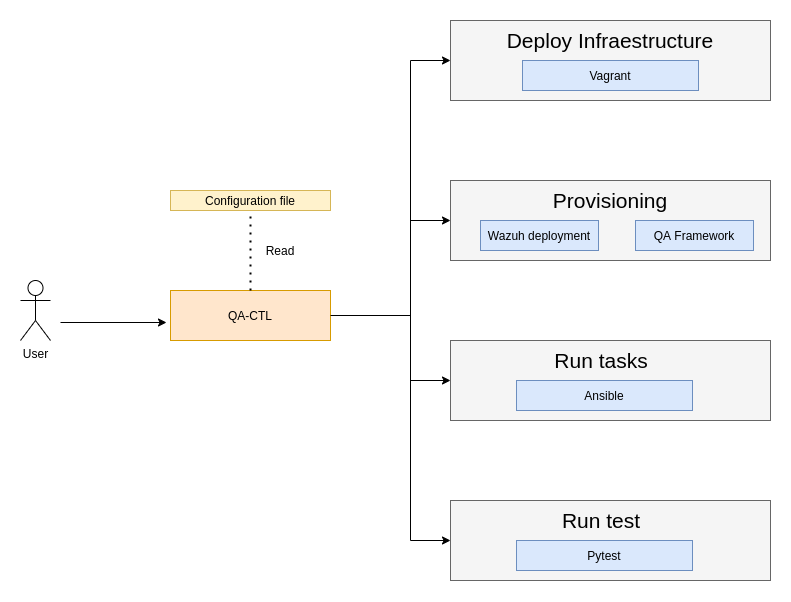 Deploy Infraestructure
Vagrant
Provisioning
Wazuh deployment
QA Framework
Configuration file
Read
QA-CTL
User
Run tasks
Ansible
Run test
Pytest